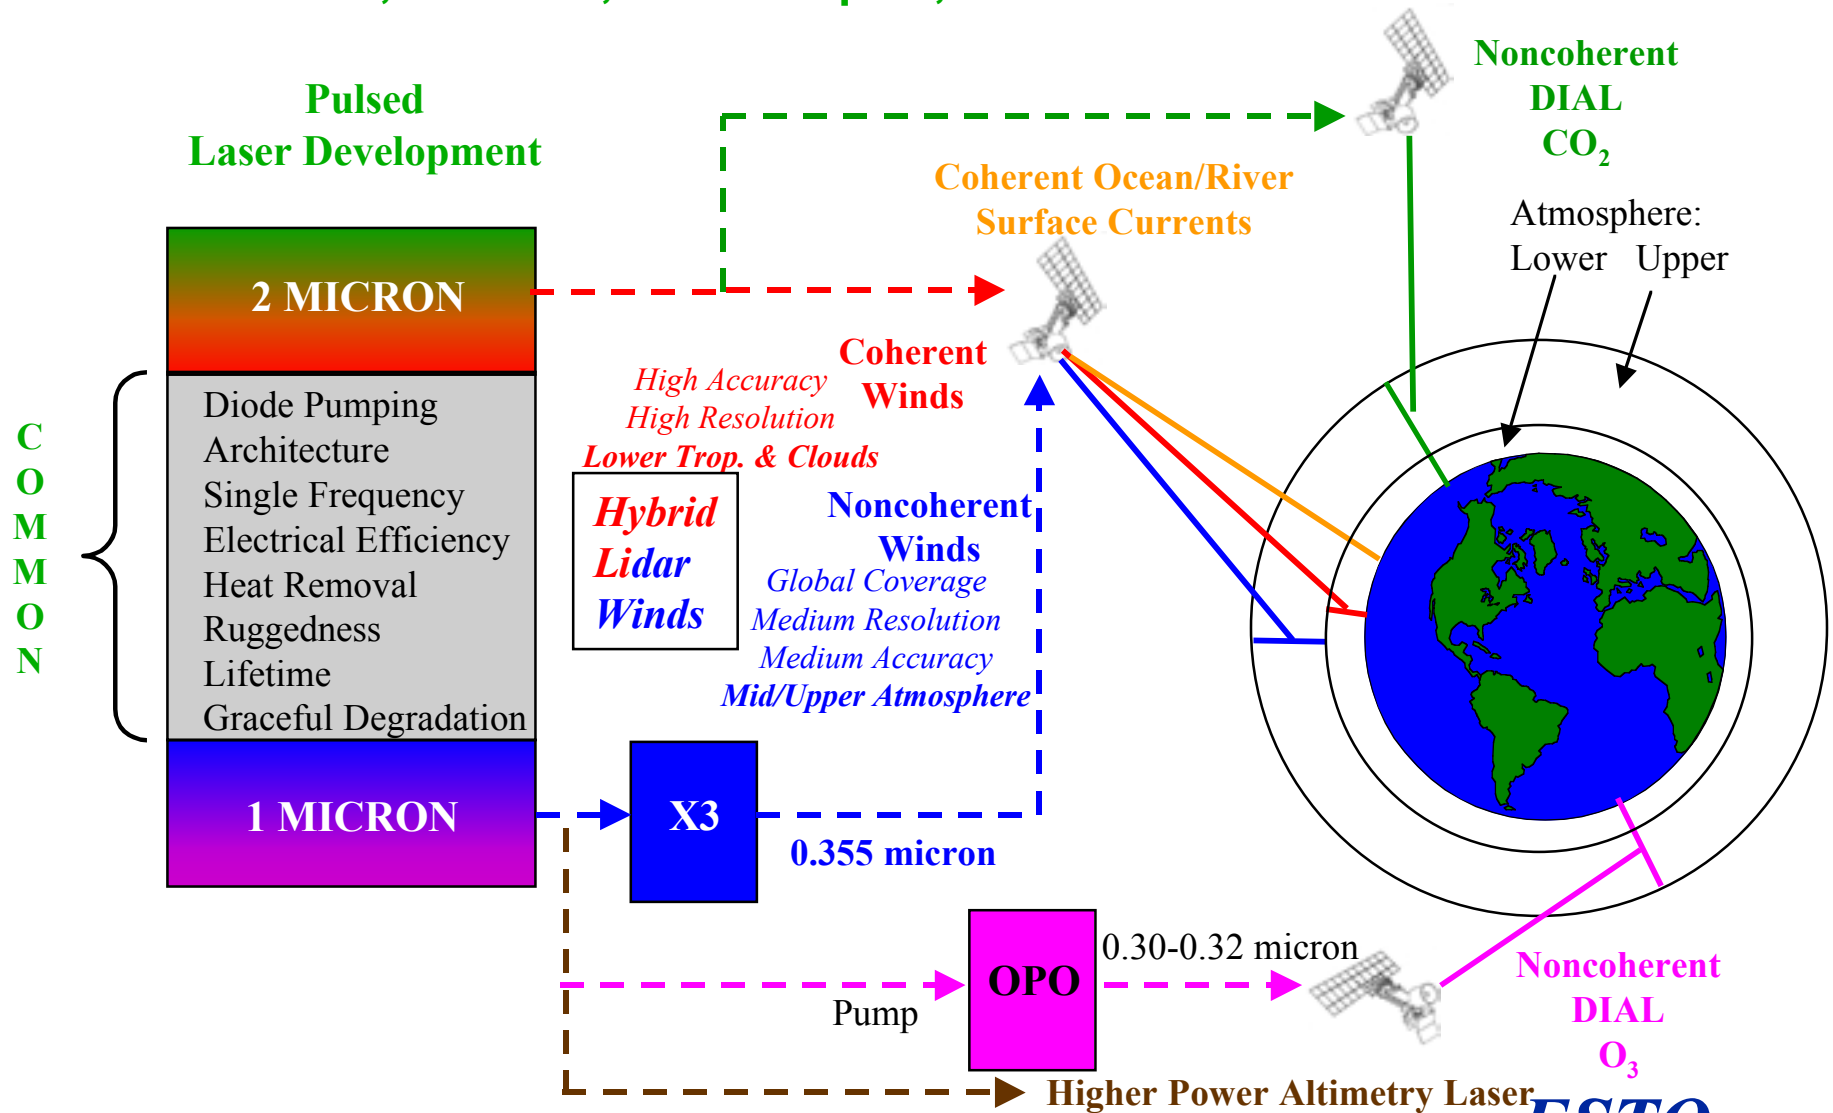 Pulsed
Laser Development
2 MICRON
COMMON
Diode Pumping
Architecture
Single Frequency
Electrical Efficiency
Heat Removal
Ruggedness
Lifetime
Graceful Degradation
1 MICRON
X3
0.355 micron
Coherent Ocean/River
Surface Currents
Coherent
Winds
High Accuracy
High Resolution
Lower Trop. & Clouds
Hybrid
Lidar
Winds
Noncoherent
Winds
Global Coverage
Medium Resolution
Medium Accuracy
Mid/Upper Atmosphere
Noncoherent
DIAL
CO2
Atmosphere:
Lower Upper
OPO
Pump
0.30-0.32 micron
Noncoherent
DIAL
O3
Higher Power Altimetry Laser
ESTO